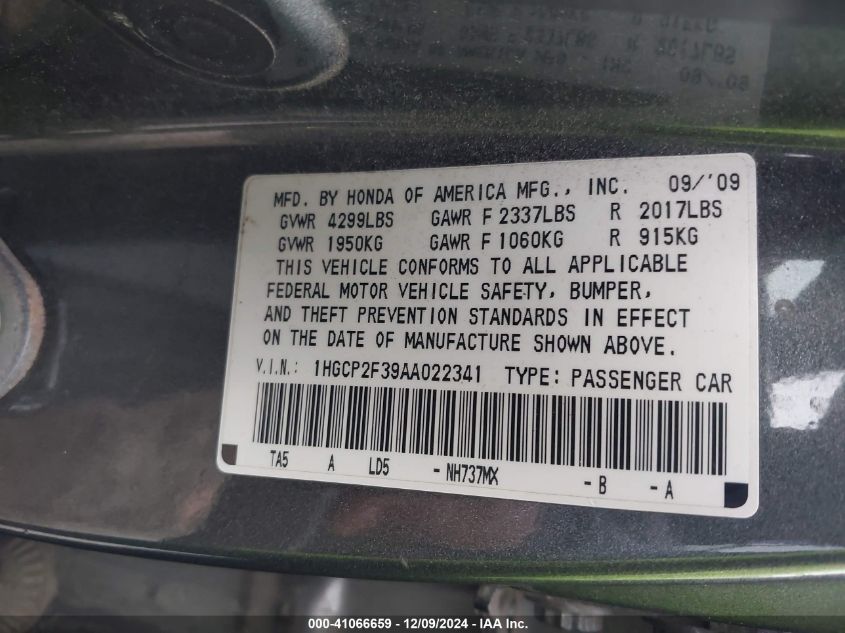 MFD. BY HONDA OF AMERICA MFG., INC. 09/'09
GVWR 4299LBS GAWR F 2337LBS R 2017LBS
GVWR 1950KG GAWR F 1060KG R 915KG
THIS VEHICLE CONFORMS TO ALL APPLICABLE
FEDERAL MOTOR VEHICLE SAFETY, BUMPER,
AND THEFT PREVENTION STANDARDS IN EFFECT
ON THE DATE OF MANUFACTURE SHOWN ABOVE.
V.I.N.: 1HGCP2F39AA022341 TYPE: PASSENGER CAR
TA5 A LD5 - NH737MX - B - A
000-41066659 - 12/09/2024 - IAA Inc.